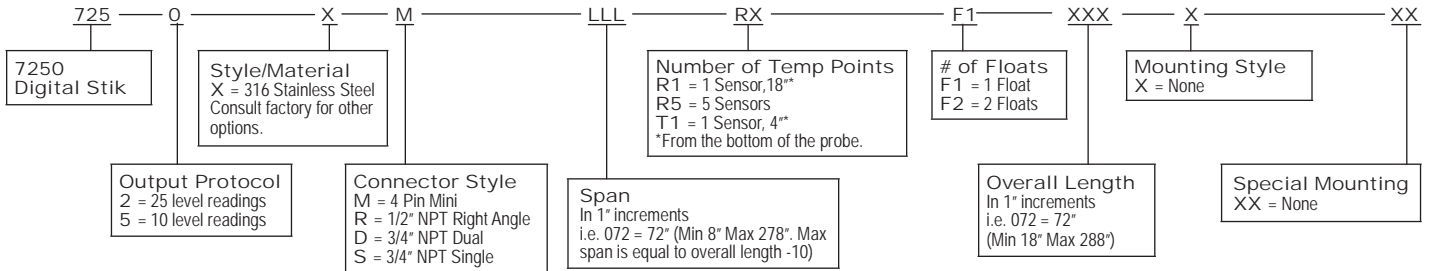 725 0 X M LLL RX F1 XXX X XX
7250
Digital Stik
Style/Material
X = 316 Stainless Steel
Consult factory for other
options.
Number of Temp Points
R1 = 1 Sensor,18"*
R5 = 5 Sensors
T1 = 1 Sensor, 4"*
*From the bottom of the probe.
# of Floats
F1 = 1 Float
F2 = 2 Floats
Mounting Style
X = None
Output Protocol
2 = 25 level readings
5 = 10 level readings
Connector Style
M = 4 Pin Mini
R = 1/2" NPT Right Angle
D = 3/4" NPT Dual
S = 3/4" NPT Single
Span
In 1" increments
i.e. 072 = 72" (Min 8" Max 278". Max
span is equal to overall length -10)
Overall Length
In 1" increments
i.e. 072 = 72"
(Min 18" Max 288")
Special Mounting
XX = None